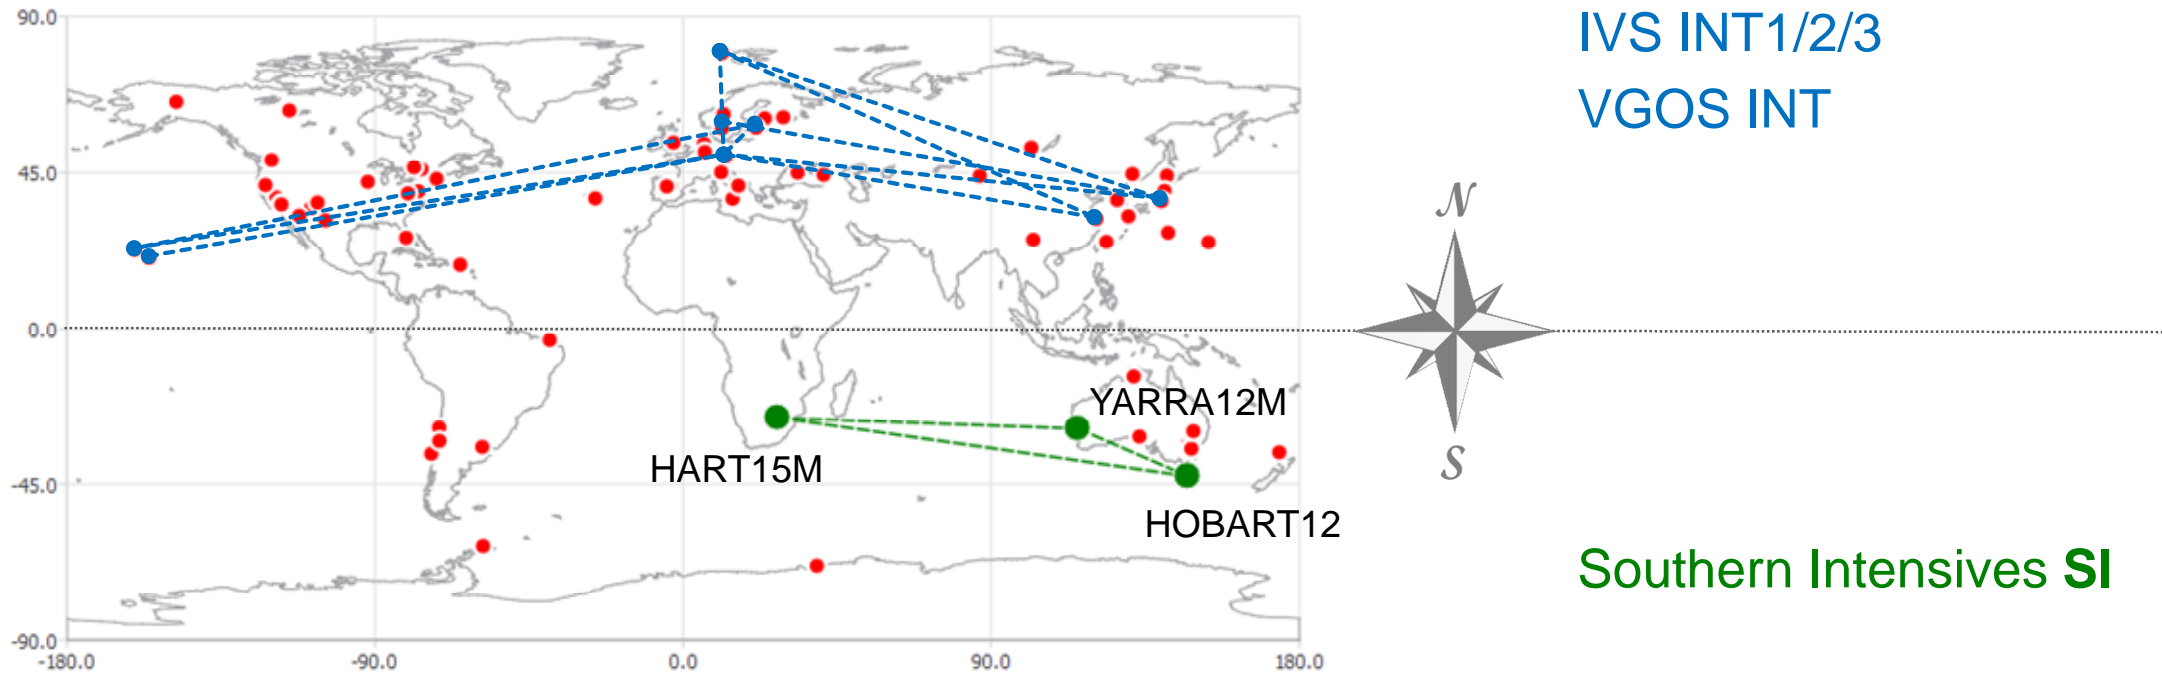 90.0
IVS INT1/2/3
VGOS INT
45.0
N
0.0
YARRA12M
HART15M
S
-45.0
HOBART12
Southern Intensives SI
-90.0
-180.0 -90.0 0.0 90.0 180.0